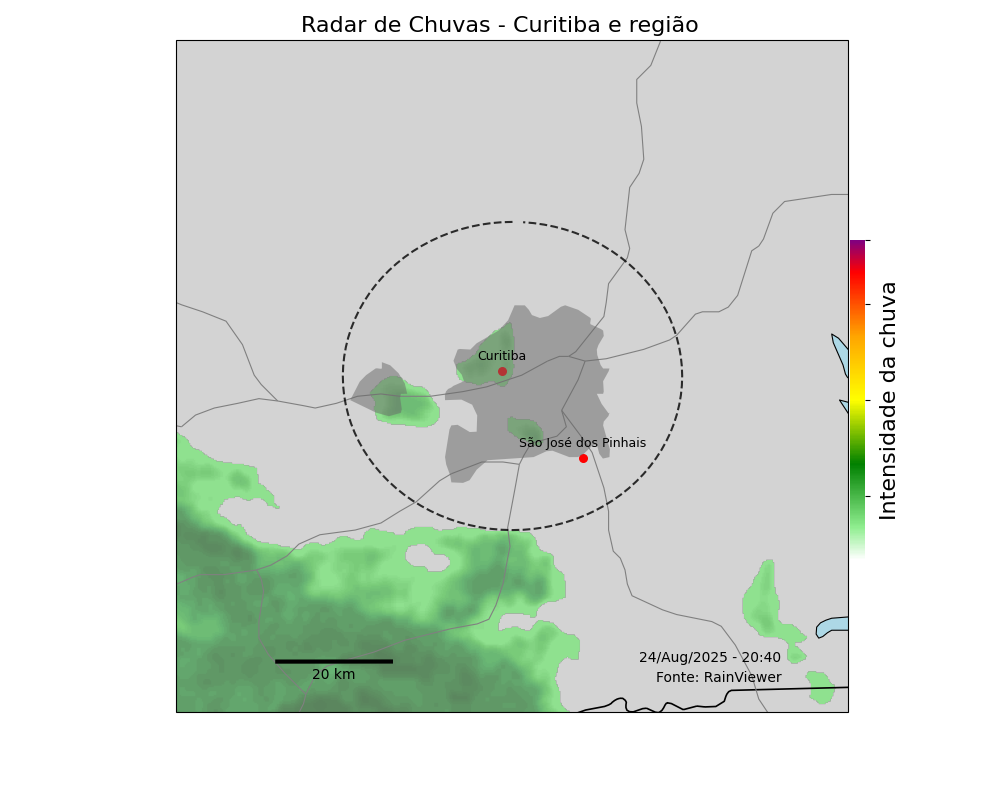 Radar de Chuvas - Curitiba e região
Curitiba
São José dos Pinhais
Intensidade da chuva
24/Aug/2025 - 20:40
20 km
Fonte: RainViewer